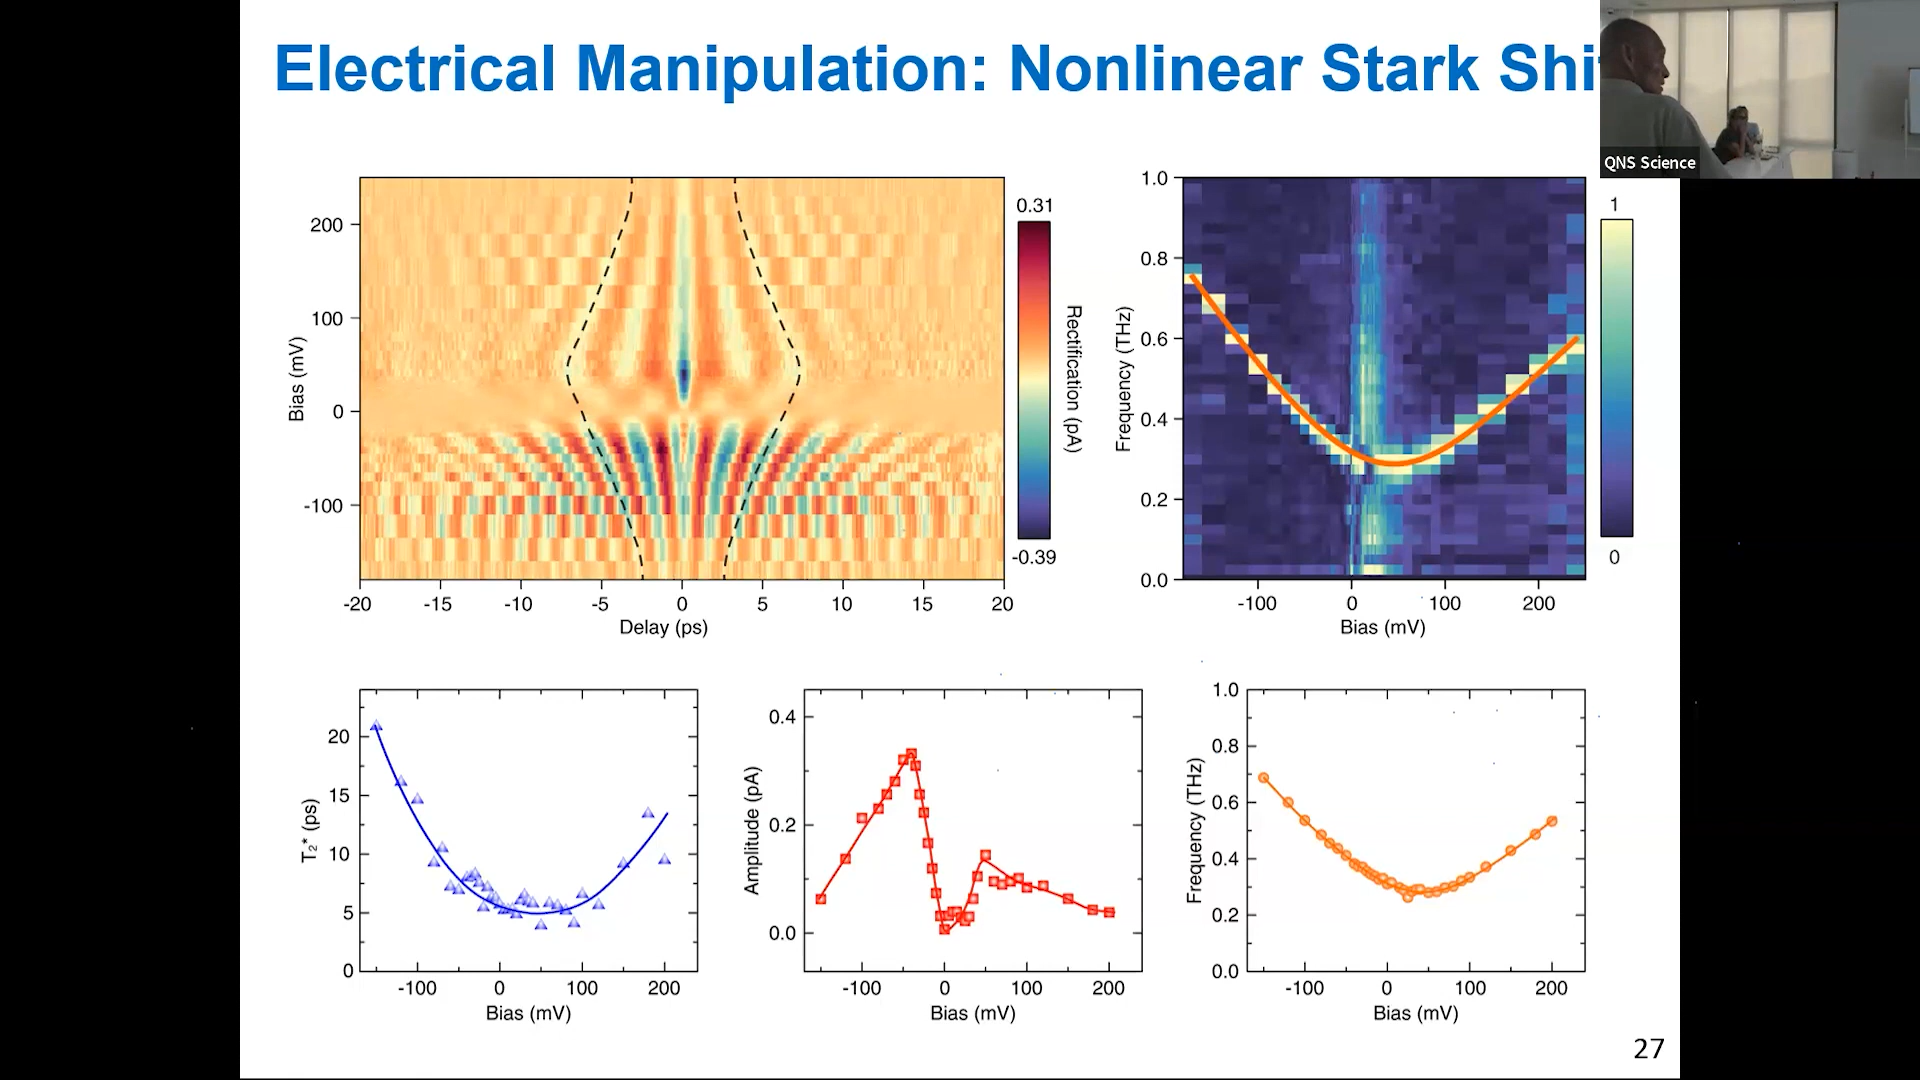 Electrical Manipulation: Nonlinear Stark Shi
QNS Science
200
100
0
-100
Bias (mV)
-20 -15 -10 -5 0 5 10 15 20
Delay (ps)
0.31
-0.39
Rectification (pA)
1.0
0.8
0.6
0.4
0.2
0.0
Frequency (THz)
-100 0 100 200
Bias (mV)
1
0
20
15
10
5
0
T₂* (ps)
-100 0 100 200
Bias (mV)
0.4
0.2
0.0
Amplitude (pA)
-100 0 100 200
Bias (mV)
1.0
0.8
0.6
0.4
0.2
0.0
Frequency (THz)
-100 0 100 200
Bias (mV)
27